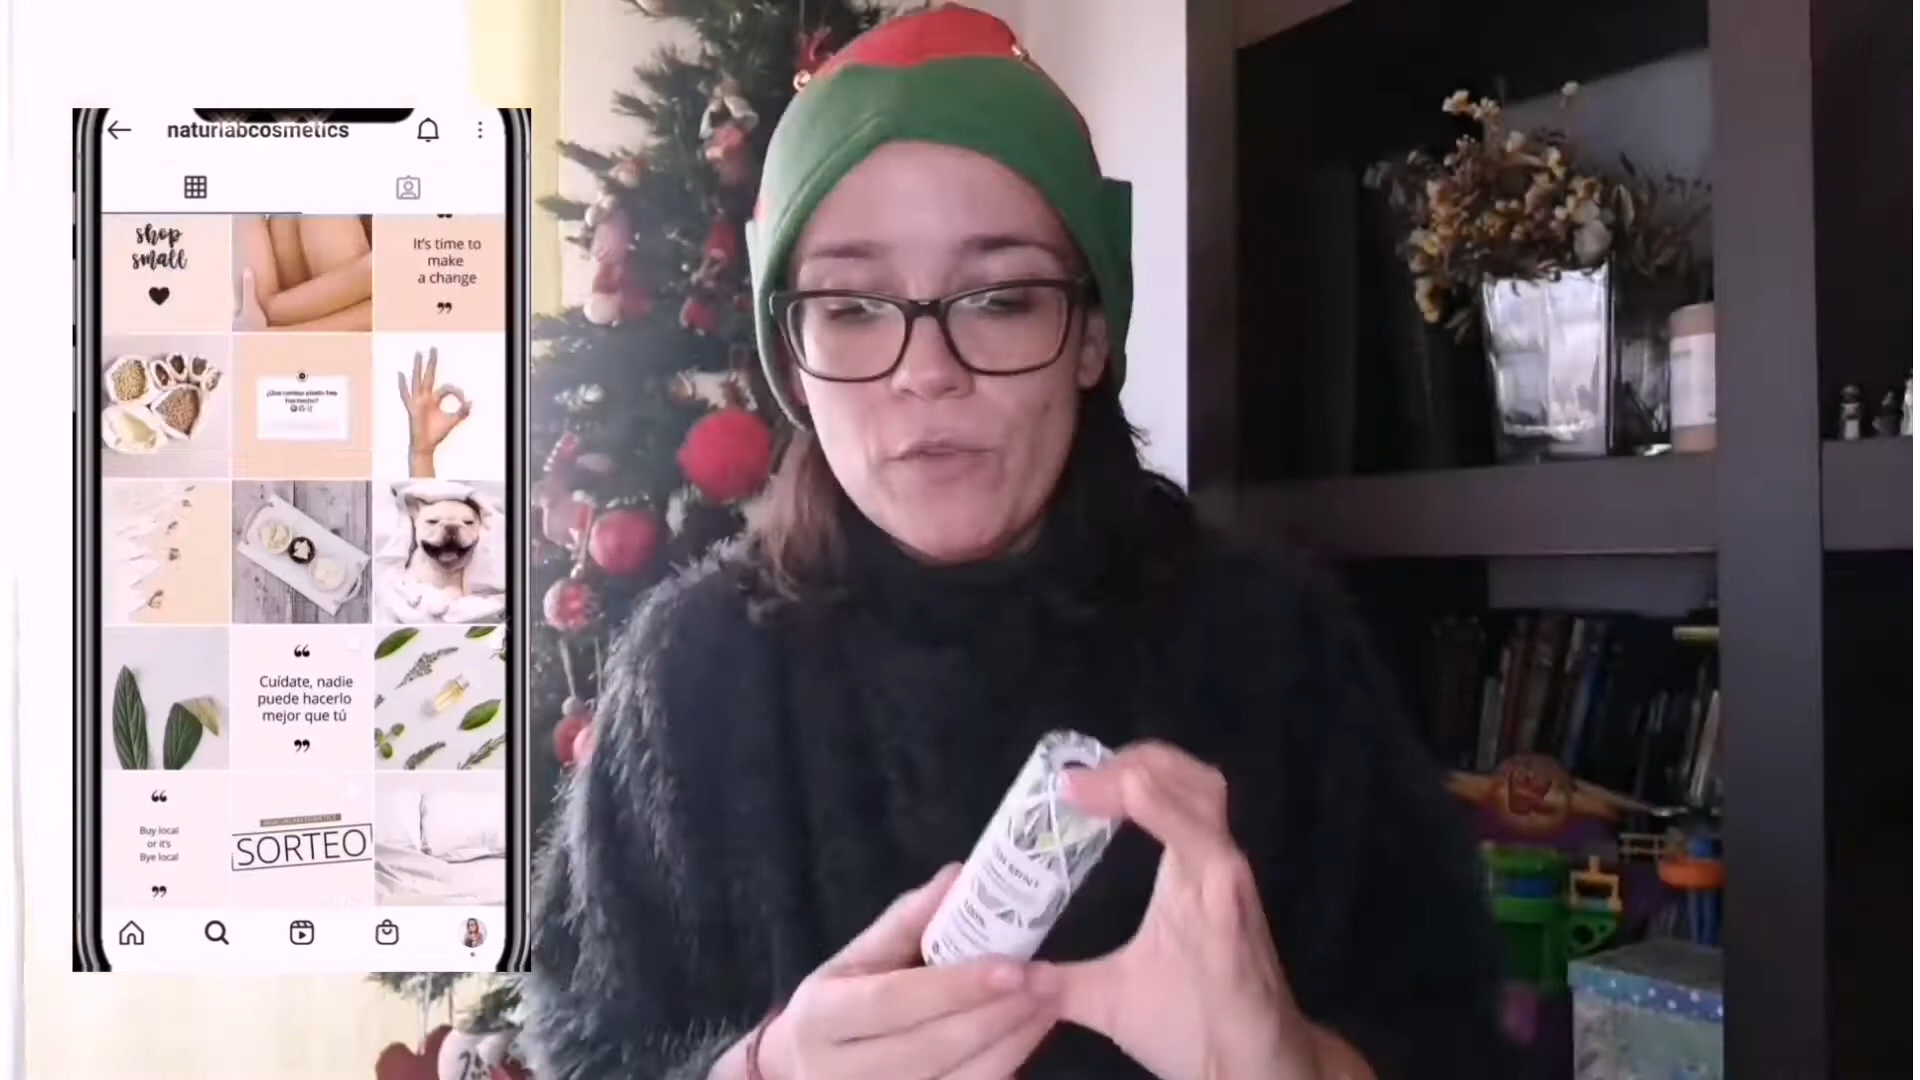 naturlabcosmetics
shop
small
It's time to
make
a change
Cuídate, nadie
puede hacerlo
mejor que tú
Buy local
or it's
Bye local
SORTEO